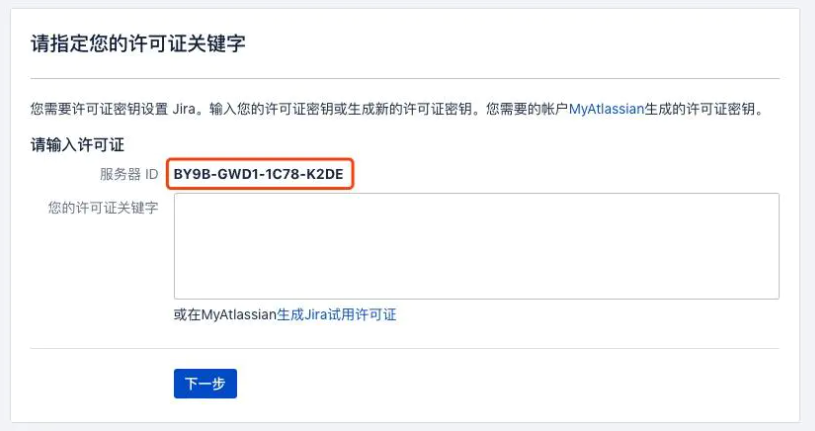 请指定您的许可证关键字
您需要许可证密钥设置 Jira。输入您的许可证密钥或生成新的许可证密钥。您需要的帐户MyAtlassian生成的许可证密钥。
请输入许可证
服务器 ID BY9B-GWD1-1C78-K2DE
您的许可证关键字
或在MyAtlassian生成Jira试用许可证
下一步